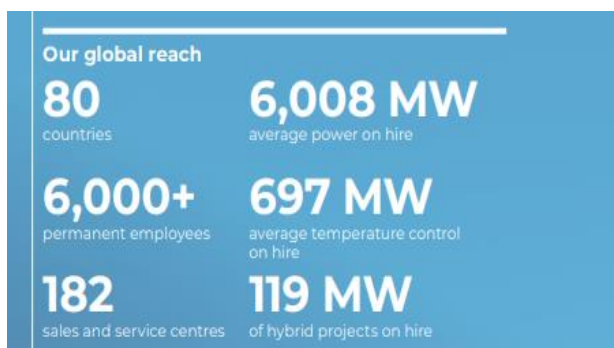 Our global reach
80
countries
6,008 MW
average power on hire
6,000+
permanent employees
697 MW
average temperature control
on hire
182
sales and service centres
119 MW
of hybrid projects on hire